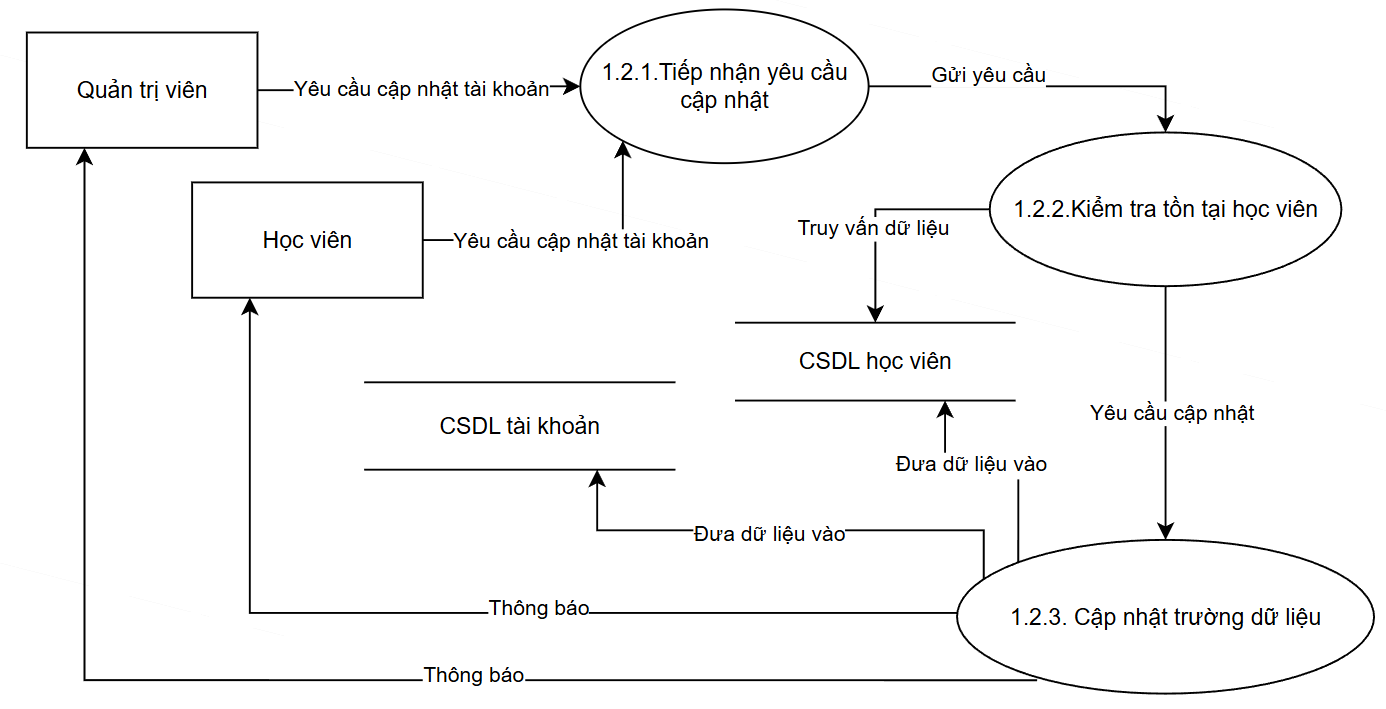 Quản trị viên
Yêu cầu cập nhật tài khoản
1.2.1.Tiếp nhận yêu cầu
cập nhật
Gửi yêu cầu
Học viên
Yêu cầu cập nhật tài khoản
1.2.2.Kiểm tra tồn tại học viên
Truy vấn dữ liệu
CSDL học viên
CSDL tài khoản
Yêu cầu cập nhật
Đưa dữ liệu vào
Đưa dữ liệu vào
Thông báo
1.2.3. Cập nhật trường dữ liệu
Thông báo